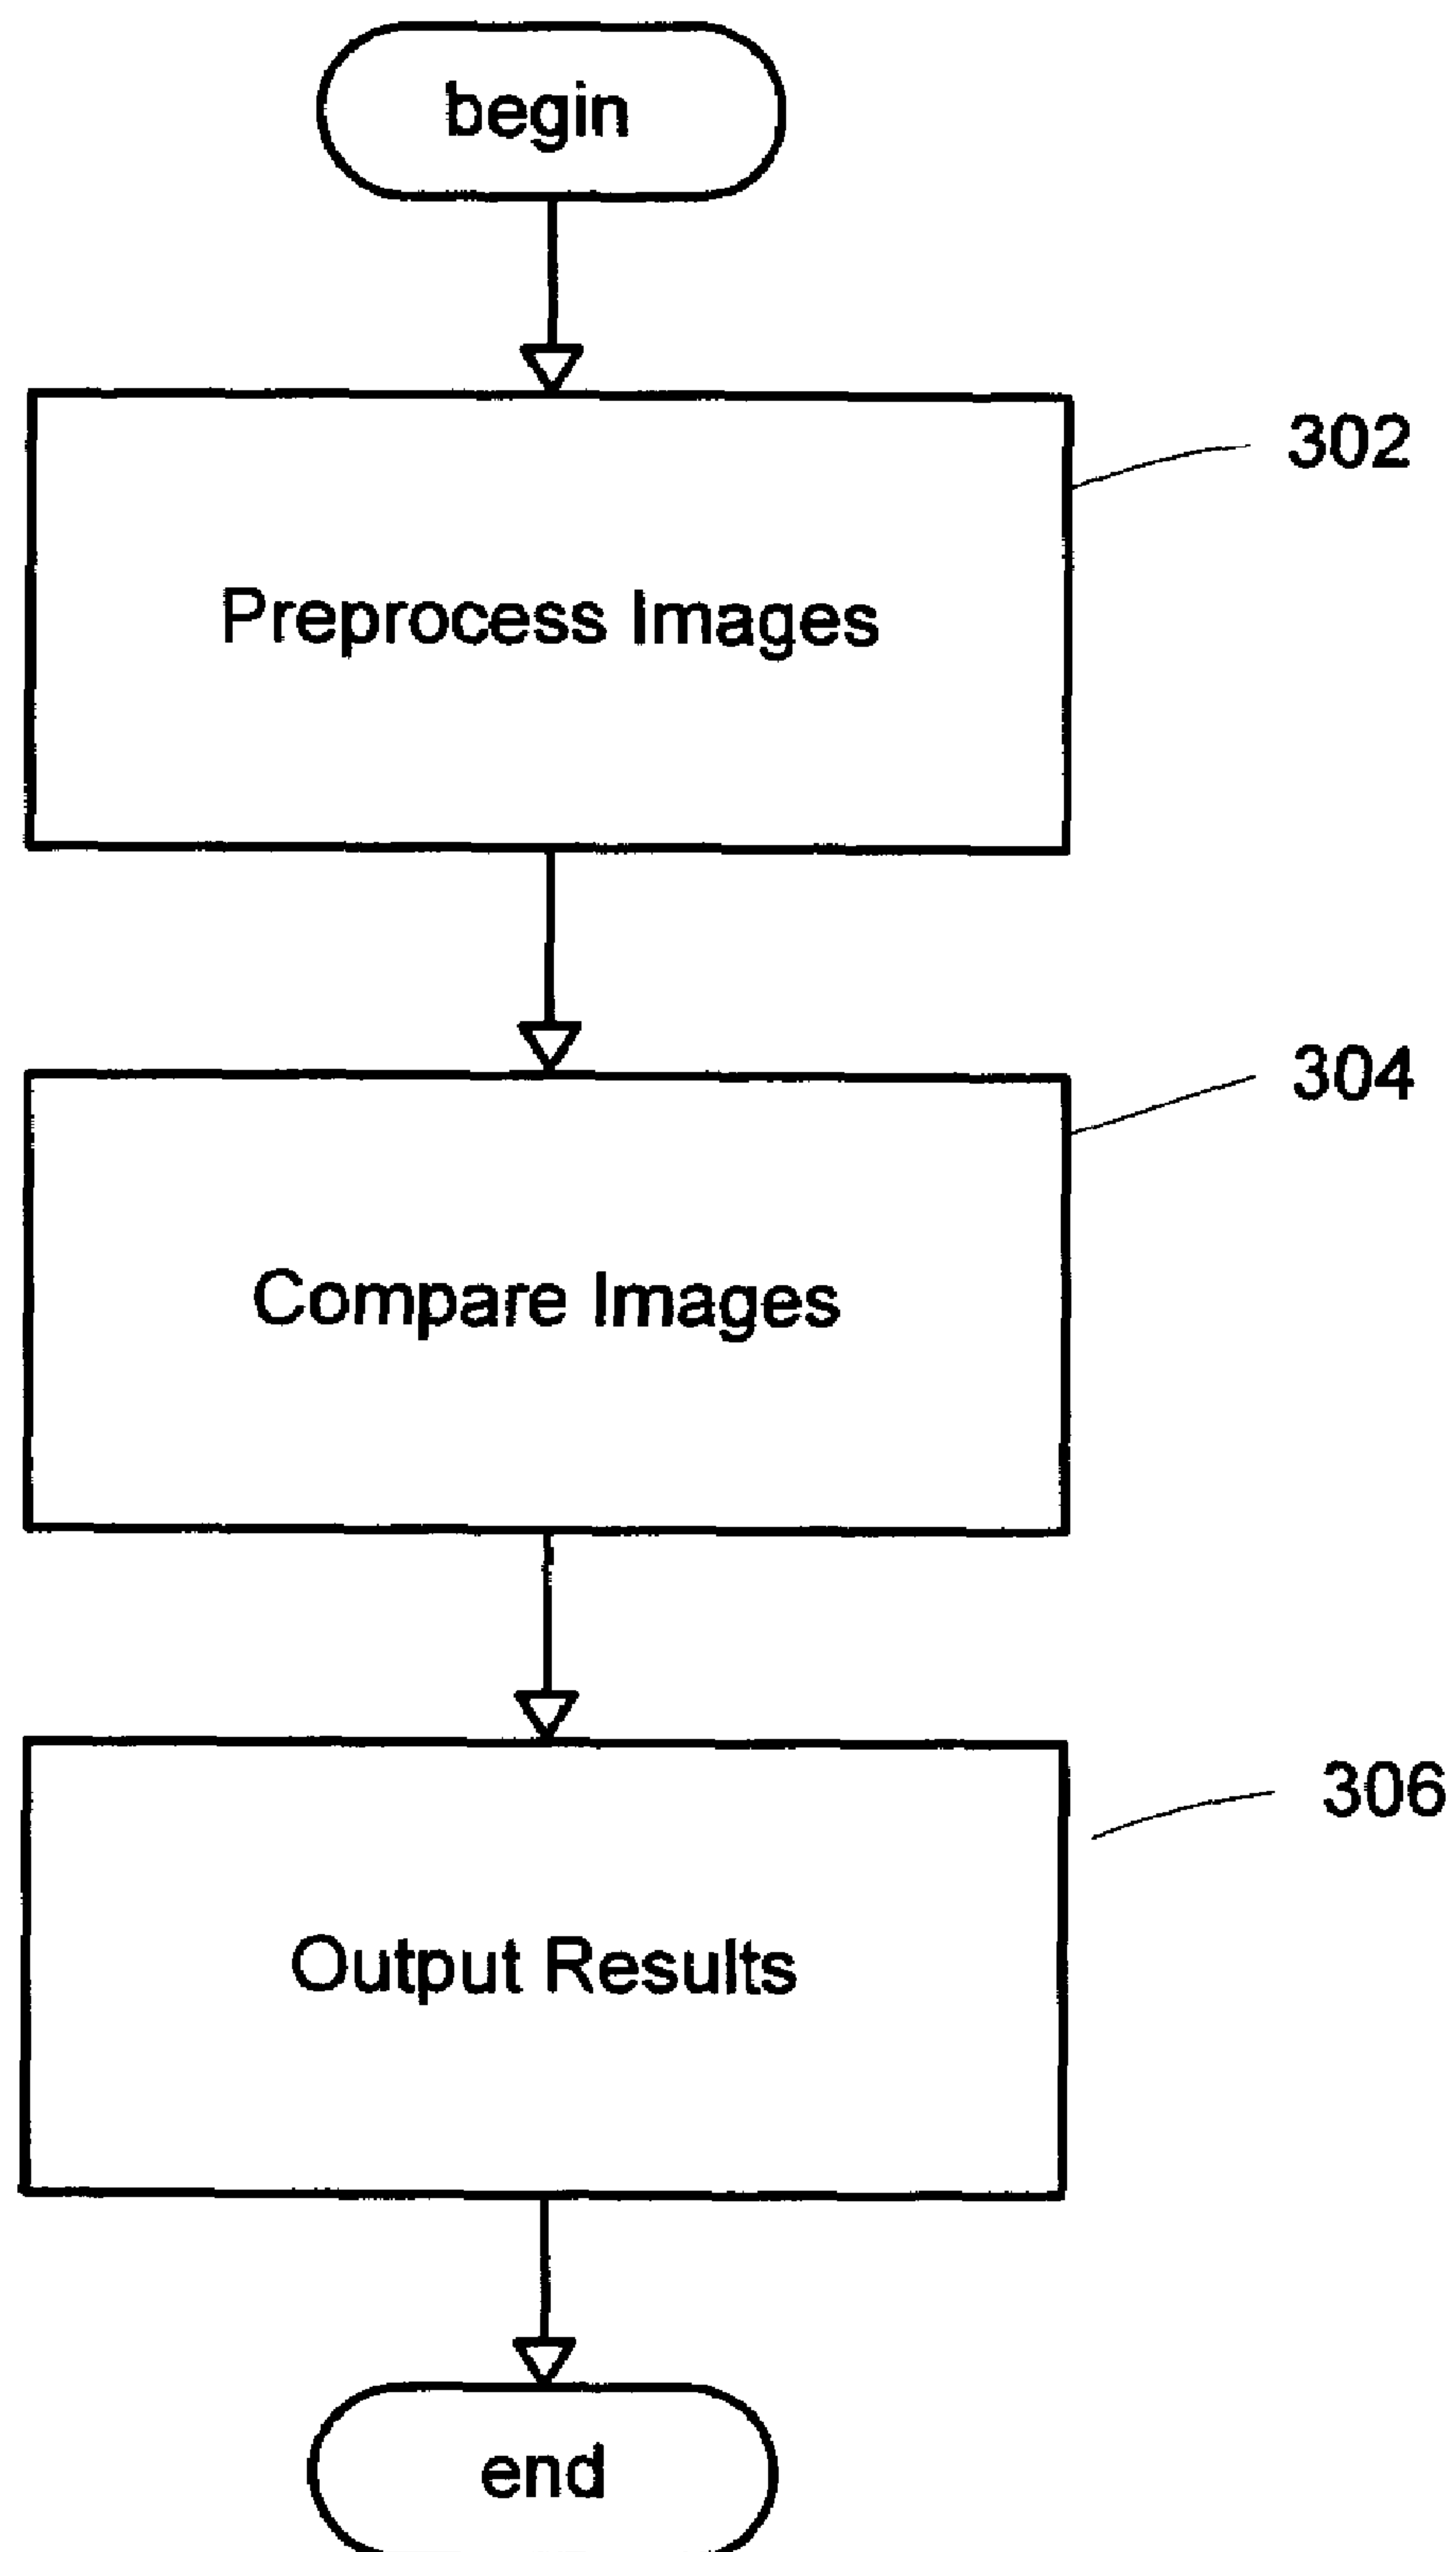 begin
302
Preprocess Images
304
Compare Images
306
Output Results
end